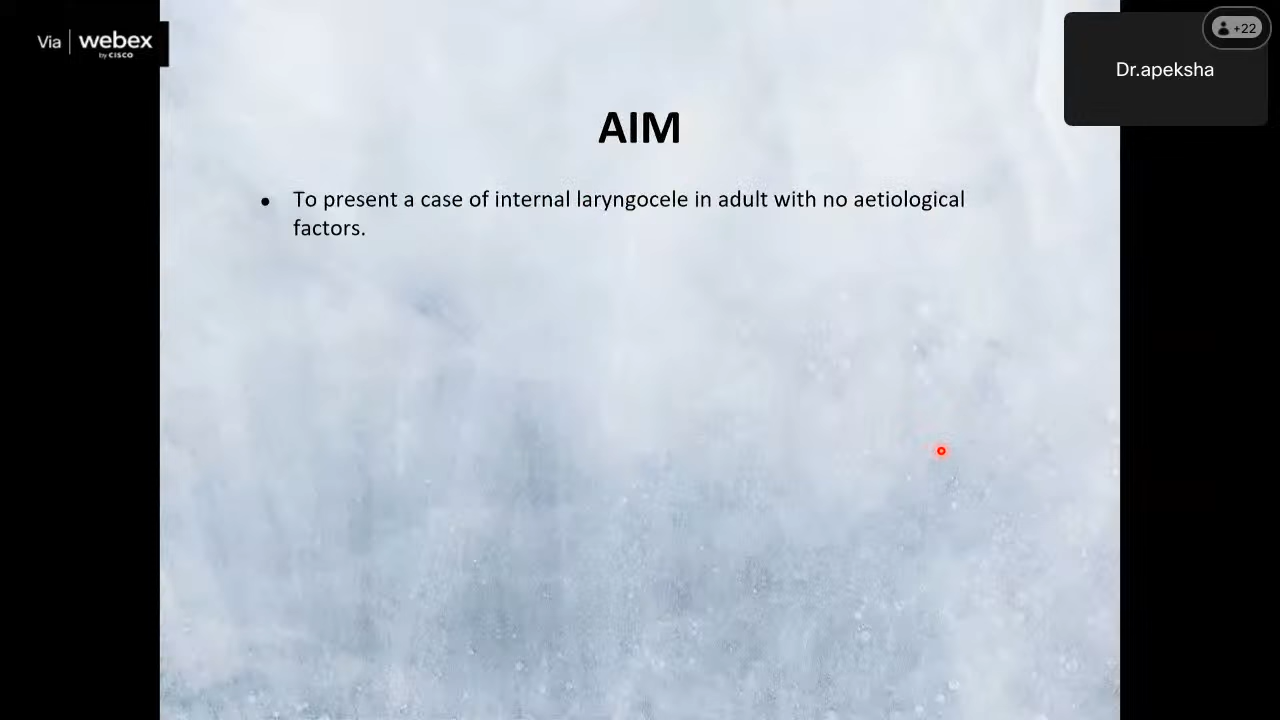 Via | webex
by CISCO
+22
Dr.apeksha
AIM
• To present a case of internal laryngocele in adult with no aetiological
factors.